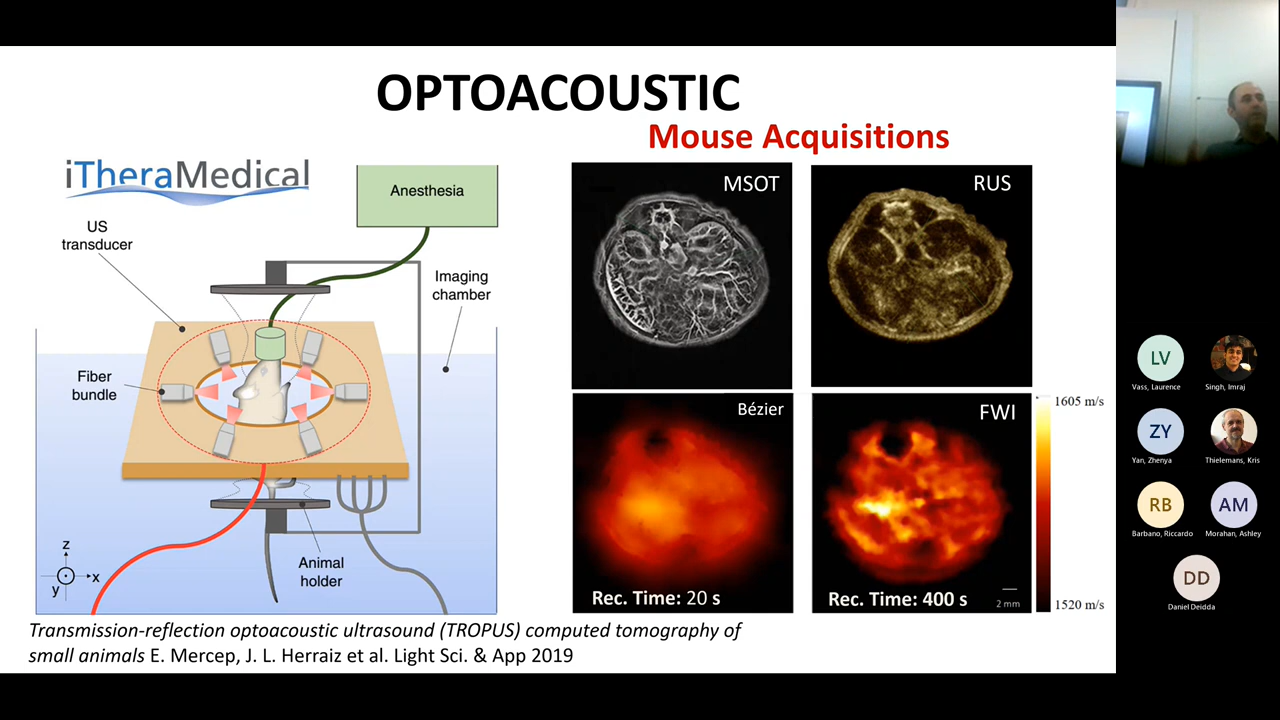 OPTOACOUSTIC
Mouse Acquisitions
iTheraMedical
Anesthesia
US
transducer
Imaging
chamber
Fiber
bundle
Animal
holder
z
x
y
MSOT
RUS
Bézier
Rec. Time: 20 s
FWI
Rec. Time: 400 s
2 mm
1605 m/s
1520 m/s
Transmission-reflection optoacoustic ultrasound (TROPUS) computed tomography of
small animals E. Mercep, J. L. Herraiz et al. Light Sci. & App 2019
LV
Vass, Laurence
Singh, Imraj
ZY
Yan, Zhenya
Thielemans, Kris
RB
Barbano, Riccardo
AM
Morahan, Ashley
DD
Daniel Deidda